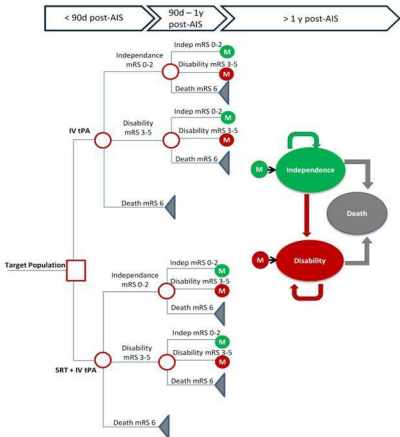 < 90d post-AIS
90d – 1y
post-AIS
> 1 y post-AIS
Independance
mRS 0-2
Indep mRS 0-2
M
Disability mRS 3-5
M
Death mRS 6
IV tPA
Disability
mRS 3-5
Indep mRS 0-2
M
Disability mRS 3-5
M
Death mRS 6
Death mRS 6
M
Independence
Death
M
Disability
Target Population
Independance
mRS 0-2
Indep mRS 0-2
M
Disability mRS 3-5
M
Death mRS 6
SRT + IV tPA
Disability
mRS 3-5
Indep mRS 0-2
M
Disability mRS 3-5
M
Death mRS 6
Death mRS 6